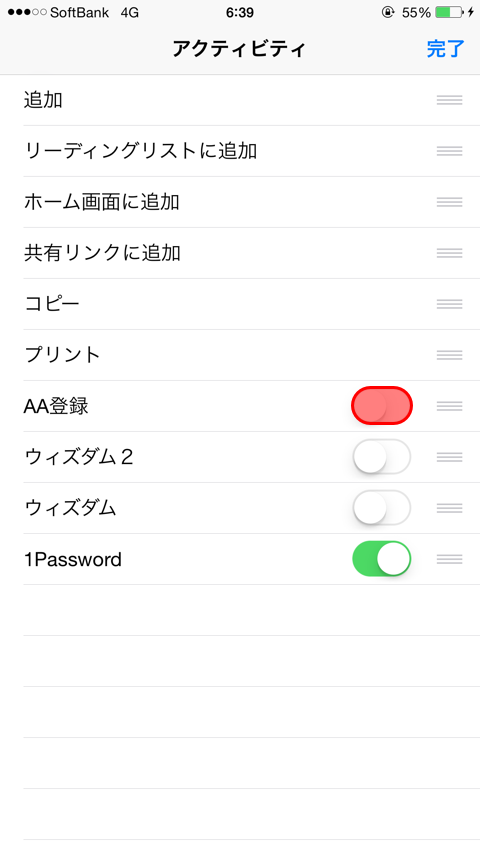 SoftBank 4G 6:39 55%
アクティビティ 完了
追加
リーディングリストに追加
ホーム画面に追加
共有リンクに追加
コピー
プリント
AA登録
ウィズダム２
ウィズダム
1Password